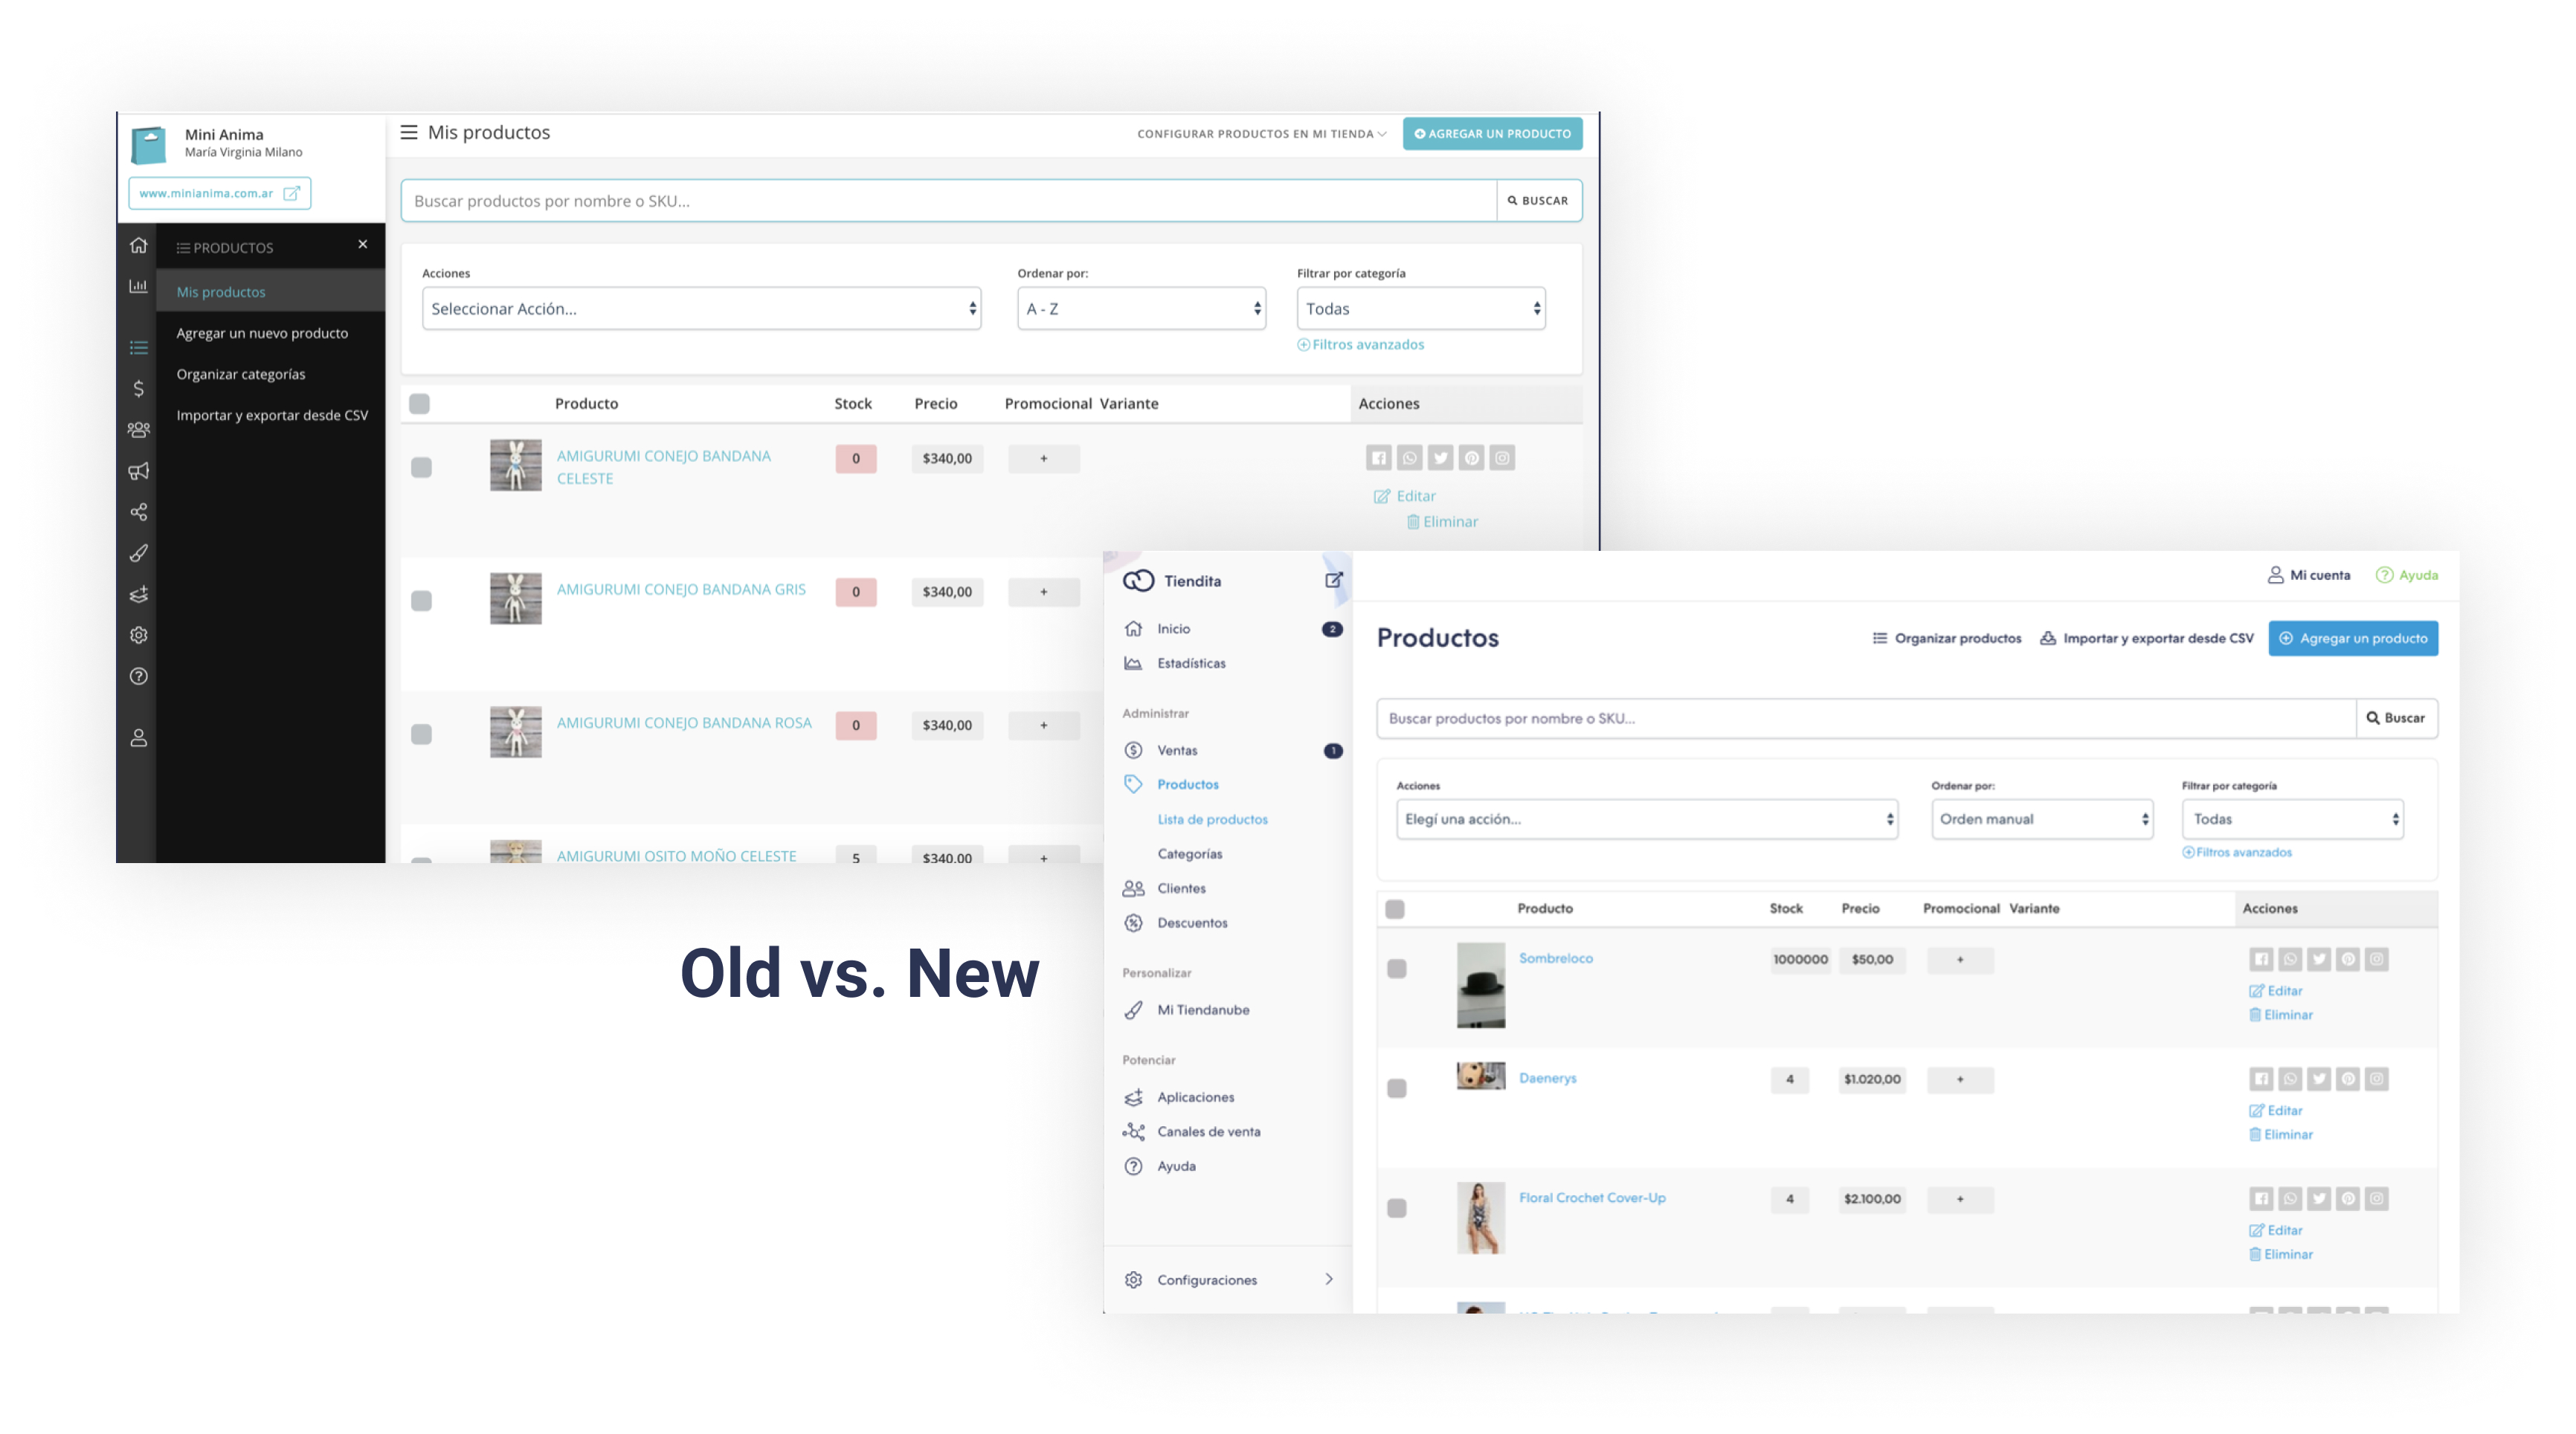 Mini Anima
María Virginia Milano
www.minianima.com.ar
PRODUCTOS
Mis productos
Agregar un nuevo producto
Organizar categorías
Importar y exportar desde CSV
Mis productos
CONFIGURAR PRODUCTOS EN MI TIENDA
AGREGAR UN PRODUCTO
Buscar productos por nombre o SKU...
BUSCAR
Acciones
Ordenar por:
Filtrar por categoría
Seleccionar Acción...
A - Z
Todas
Filtros avanzados
Producto Stock Precio Promocional Variante Acciones
AMIGURUMI CONEJO BANDANA
CELESTE
0 $340,00 +
Editar
Eliminar
AMIGURUMI CONEJO BANDANA GRIS 0 $340,00 +
AMIGURUMI CONEJO BANDANA ROSA 0 $340,00 +
AMIGURUMI OSITO MOÑO CELESTE 5 $340,00 +
Old vs. New
Tiendita
Inicio 2
Estadísticas
Administrar
Ventas 1
Productos
Lista de productos
Categorías
Clientes
Descuentos
Personalizar
Mi Tiendanube
Potenciar
Aplicaciones
Canales de venta
Ayuda
Configuraciones
Mi cuenta
Ayuda
Productos
Organizar productos
Importar y exportar desde CSV
Agregar un producto
Buscar productos por nombre o SKU...
Buscar
Acciones
Ordenar por:
Filtrar por categoría
Elegí una acción...
Orden manual
Todas
Filtros avanzados
Producto Stock Precio Promocional Variante Acciones
Sombreloco 1000000 $50,00 +
Editar
Eliminar
Daenerys 4 $1.020,00 +
Editar
Eliminar
Floral Crochet Cover-Up 4 $2.100,00 +
Editar
Eliminar